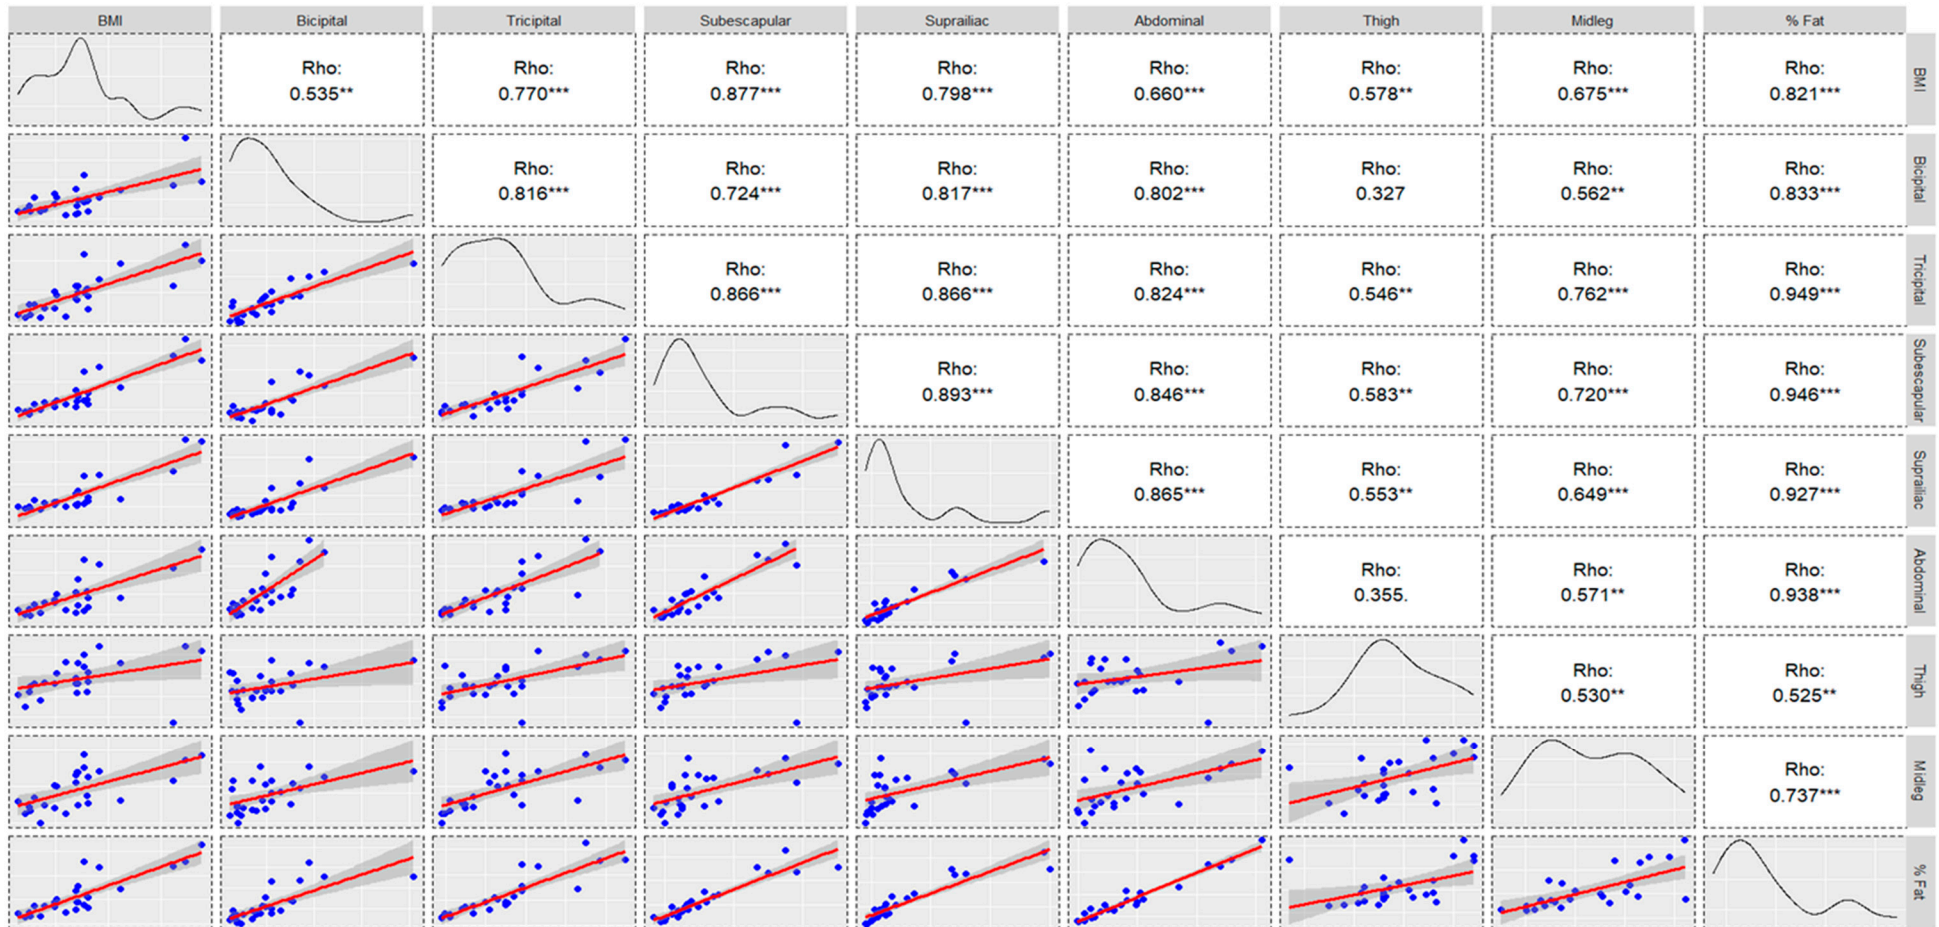 BMI Bicipital Tricipital Subescapular Suprailiac Abdominal Thigh Midleg % Fat
Rho: Rho: Rho: Rho: Rho: Rho: Rho: Rho:
0.535** 0.770*** 0.877*** 0.798*** 0.660*** 0.578** 0.675*** 0.821***
BMI
Rho: Rho: Rho: Rho: Rho: Rho: Rho:
0.816*** 0.724*** 0.817*** 0.802*** 0.327 0.562** 0.833***
Bicipital
Rho: Rho: Rho: Rho: Rho: Rho:
0.866*** 0.866*** 0.824*** 0.546** 0.762*** 0.949***
Tricipital
Rho: Rho: Rho: Rho: Rho:
0.893*** 0.846*** 0.583** 0.720*** 0.946***
Subescapular
Rho: Rho: Rho: Rho:
0.865*** 0.553** 0.649*** 0.927***
Suprailiac
Rho: Rho: Rho:
0.355. 0.571** 0.938***
Abdominal
Rho: Rho:
0.530** 0.525**
Thigh
Rho:
0.737***
Midleg
% Fat